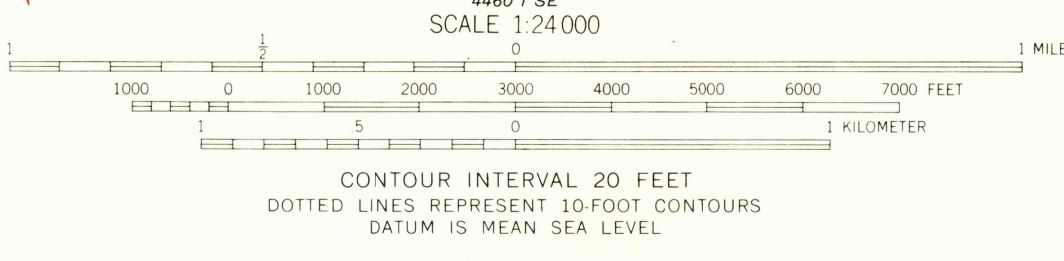 4460 I SE
SCALE 1:24 000
1 1/2 0 1 MILE
1000 0 1000 2000 3000 4000 5000 6000 7000 FEET
1 .5 0 1 KILOMETER
CONTOUR INTERVAL 20 FEET
DOTTED LINES REPRESENT 10-FOOT CONTOURS
DATUM IS MEAN SEA LEVEL